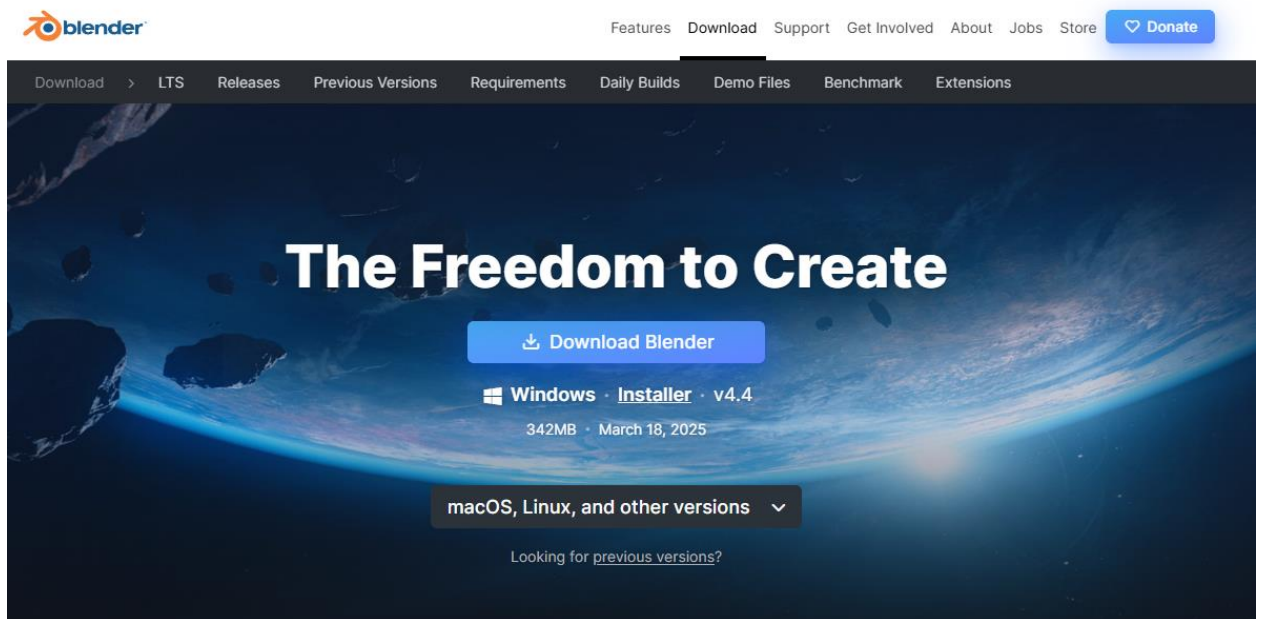 blender
Features Download Support Get Involved About Jobs Store Donate
Download > LTS Releases Previous Versions Requirements Daily Builds Demo Files Benchmark Extensions
The Freedom to Create
Download Blender
Windows · Installer · v4.4
342MB · March 18, 2025
macOS, Linux, and other versions
Looking for previous versions?